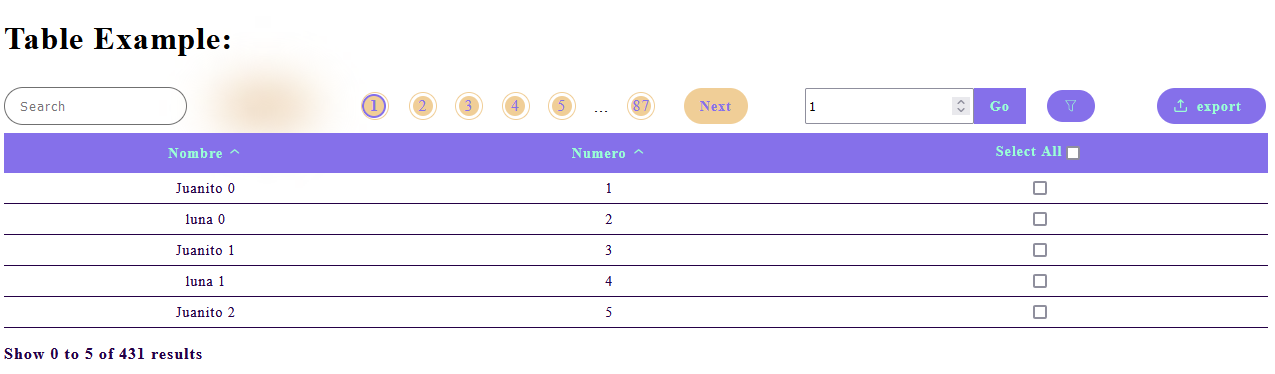 Table Example:
Search 1 2 3 4 5 ... 87 Next 1 Go export
Nombre Numero Select All
Juanito 0 1
luna 0 2
Juanito 1 3
luna 1 4
Juanito 2 5
Show 0 to 5 of 431 results